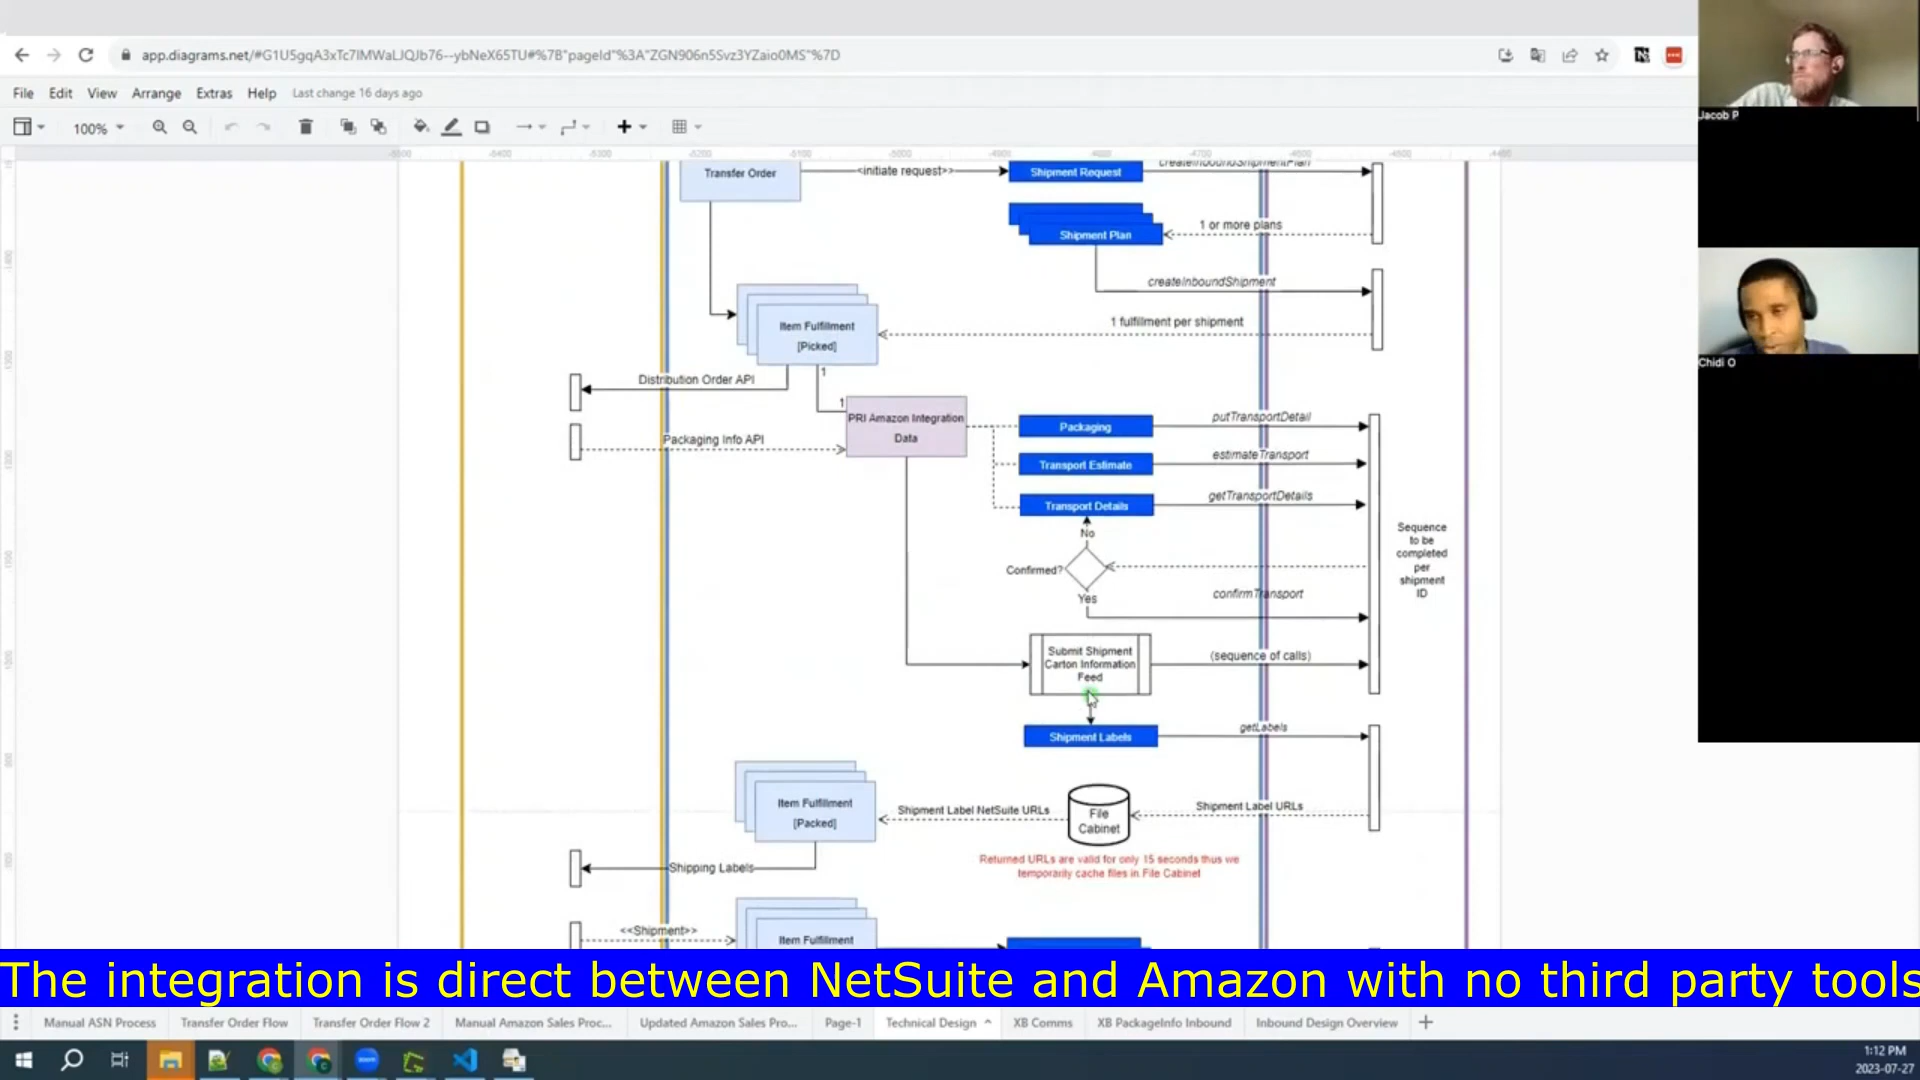 app.diagrams.net/#G1U5gqA3xTc7lMWaLJQJb76--ybNeX65TU#%7B"pageId"%3A"ZGN906n5Svz3YZaio0MS"%7D
File Edit View Arrange Extras Help Last change 16 days ago
100%
Jacob P
Chidi O
Transfer Order
<initiate request>>
Shipment Request
createInboundShipmentPlan
Shipment Plan
1 or more plans
createInboundShipment
Item Fulfillment
[Picked]
1 fulfillment per shipment
Distribution Order API
1
1
PRI Amazon Integration
Data
Packaging Info API
Packaging
putTransportDetail
Transport Estimate
estimateTransport
Transport Details
getTransportDetails
No
Confirmed?
Yes
confirmTransport
Sequence
to be
completed
per
shipment
ID
Submit Shipment
Carton Information
Feed
(sequence of calls)
Shipment Labels
getLabels
Item Fulfillment
[Packed]
Shipment Label NetSuite URLs
File
Cabinet
Shipment Label URLs
Returned URLs are valid for only 15 seconds thus we
temporarily cache files in File Cabinet
Shipping Labels
<<Shipment>>
Item Fulfillment
The integration is direct between NetSuite and Amazon with no third party tools
Manual ASN Process Transfer Order Flow Transfer Order Flow 2 Manual Amazon Sales Proc... Updated Amazon Sales Pro... Page-1 Technical Design XB Comms XB PackageInfo Inbound Inbound Design Overview
1:12 PM
2023-07-27